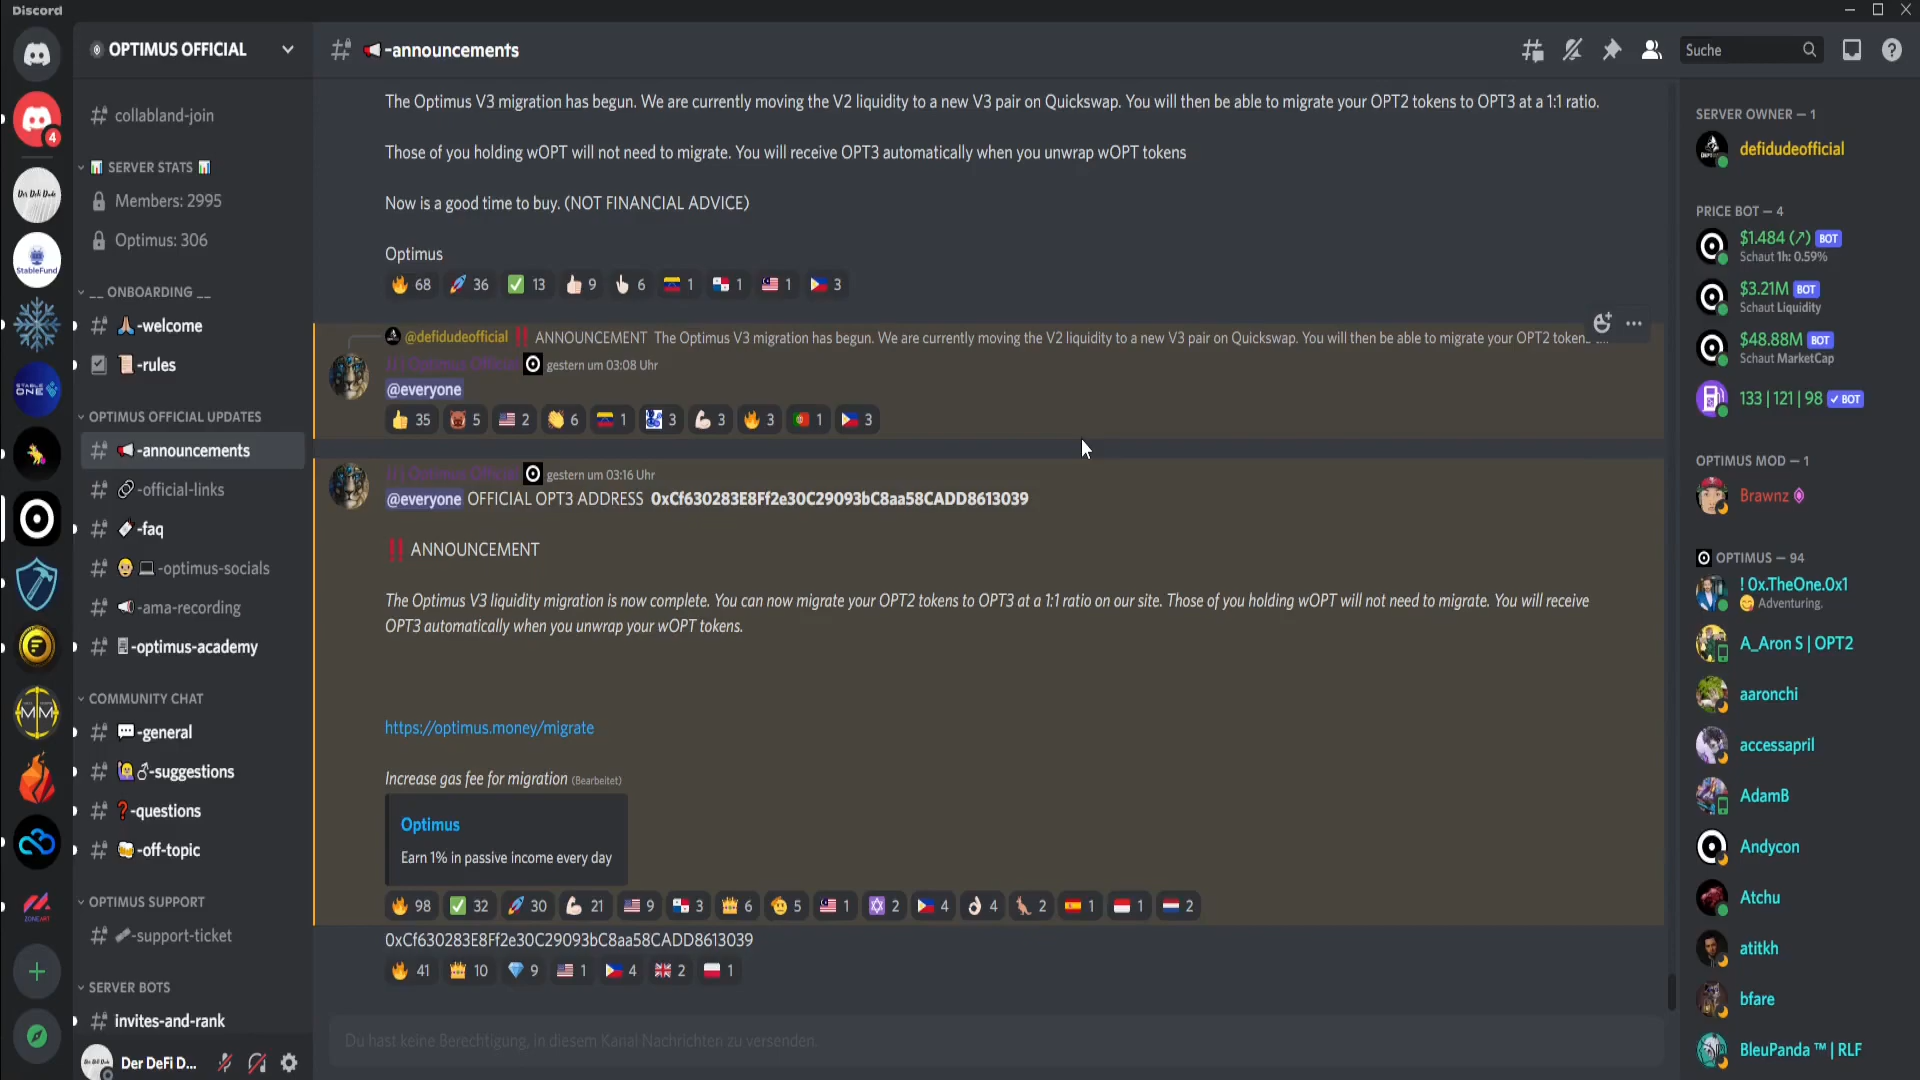 Discord
OPTIMUS OFFICIAL
collabland-join
SERVER STATS
Members: 2995
Optimus: 306
__ ONBOARDING __
-welcome
-rules
OPTIMUS OFFICIAL UPDATES
-announcements
-official-links
-faq
-optimus-socials
-ama-recording
-optimus-academy
COMMUNITY CHAT
-general
-suggestions
-questions
-off-topic
OPTIMUS SUPPORT
-support-ticket
SERVER BOTS
invites-and-rank
Der DeFi D...
4
Der Defi Dude
StableFund
STABLE ONE
MM
ZONEART
-announcements
Suche
The Optimus V3 migration has begun. We are currently moving the V2 liquidity to a new V3 pair on Quickswap. You will then be able to migrate your OPT2 tokens to OPT3 at a 1:1 ratio.
Those of you holding wOPT will not need to migrate. You will receive OPT3 automatically when you unwrap wOPT tokens
Now is a good time to buy. (NOT FINANCIAL ADVICE)
Optimus
68 36 13 9 6 1 1 1 3
@defidudeofficial ‼ ANNOUNCEMENT The Optimus V3 migration has begun. We are currently moving the V2 liquidity to a new V3 pair on Quickswap. You will then be able to migrate your OPT2 token
Optimus Official gestern um 03:08 Uhr
@everyone
35 5 2 6 1 3 3 3 1 3
Optimus Official gestern um 03:16 Uhr
@everyone OFFICIAL OPT3 ADDRESS 0xCf630283E8Ff2e30C29093bC8aa58CADD8613039
‼ ANNOUNCEMENT
The Optimus V3 liquidity migration is now complete. You can now migrate your OPT2 tokens to OPT3 at a 1:1 ratio on our site. Those of you holding wOPT will not need to migrate. You will receive
OPT3 automatically when you unwrap your wOPT tokens.
https://optimus.money/migrate
Increase gas fee for migration (Bearbeitet)
Optimus
Earn 1% in passive income every day
98 32 30 21 9 3 6 5 1 2 4 4 2 1 1 2
0xCf630283E8Ff2e30C29093bC8aa58CADD8613039
41 10 9 1 4 2 1
Du hast keine Berechtigung, in diesem Kanal Nachrichten zu versenden.
SERVER OWNER — 1
defidudeofficial
PRICE BOT — 4
$1.484 (↗) BOT
Schaut 1h: 0.59%
$3.21M BOT
Schaut Liquidity
$48.88M BOT
Schaut MarketCap
133 | 121 | 98 ✓ BOT
OPTIMUS MOD — 1
Brawnz
OPTIMUS — 94
! 0x.TheOne.0x1
Adventuring.
A_Aron S | OPT2
aaronchi
accessapril
AdamB
Andycon
Atchu
atitkh
bfare
BleuPanda ™ | RLF